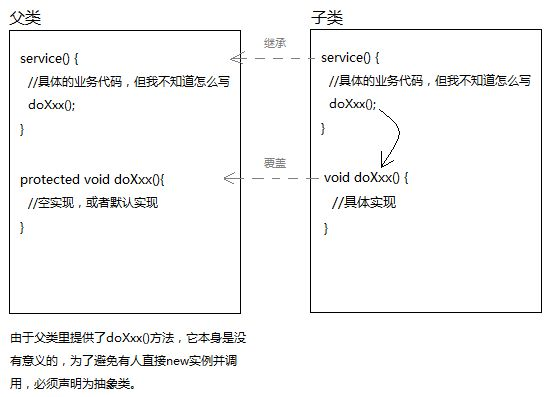 父类
service() {
//具体的业务代码，但我不知道怎么写
doXxx();
}
protected void doXxx(){
//空实现，或者默认实现
}
继承
覆盖
子类
service() {
//具体的业务代码，但我不知道怎么写
doXxx();
}
void doXxx() {
//具体实现
}
由于父类里提供了doXxx()方法，它本身是没
有意义的，为了避免有人直接new实例并调
用，必须声明为抽象类。